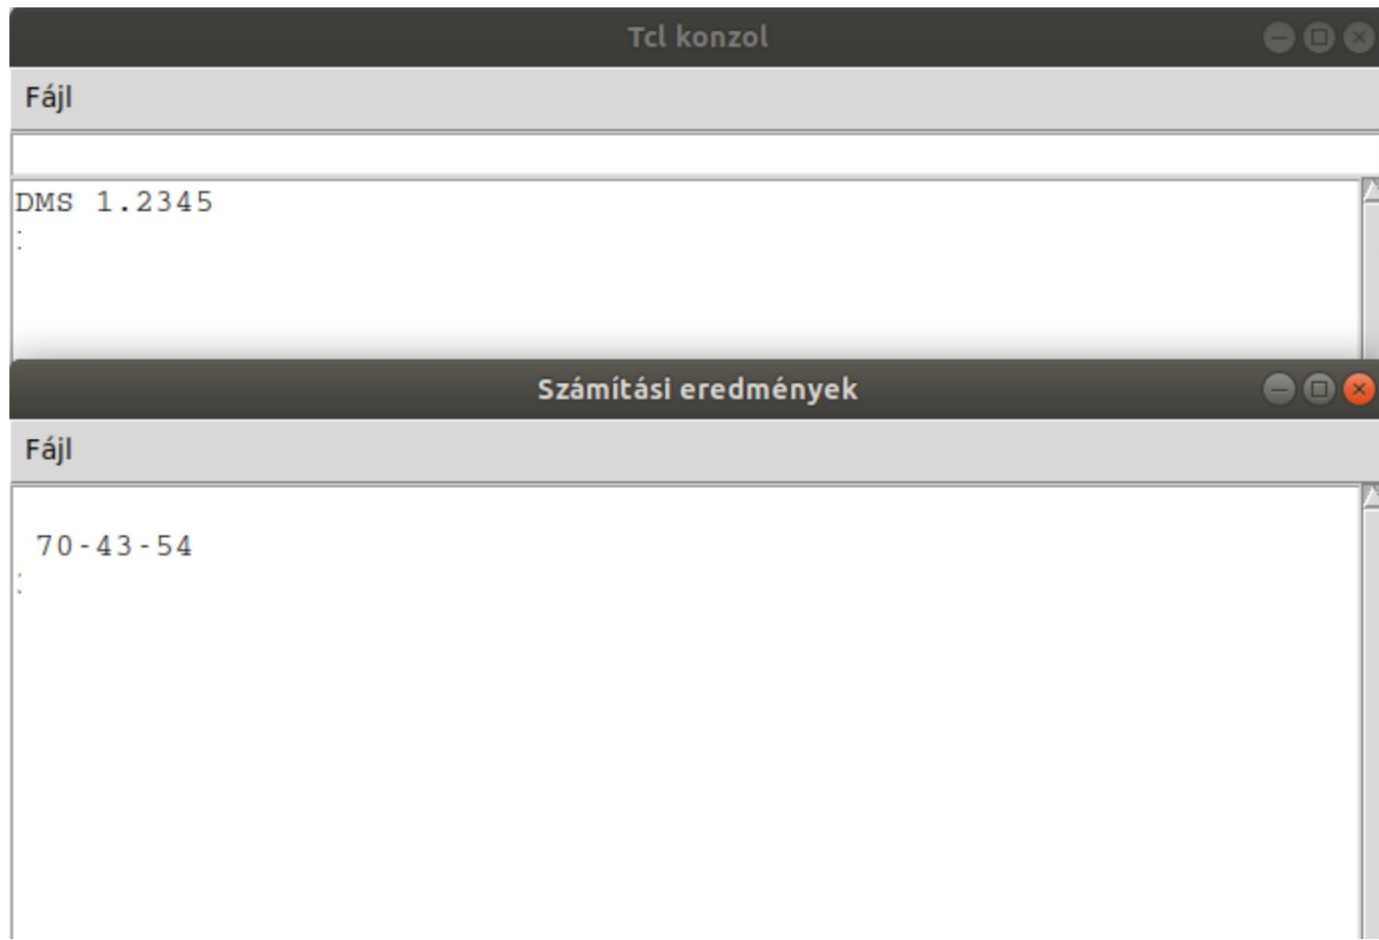 Tcl konzol
Fájl
DMS 1.2345
Számítási eredmények
Fájl
70-43-54